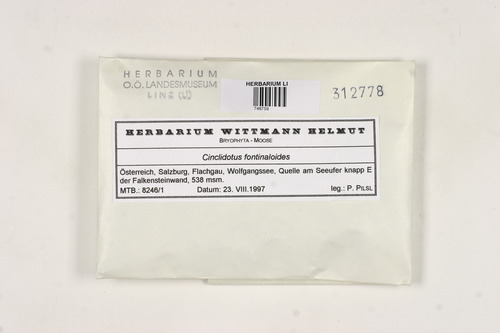 HERBARIUM
O.Ö. LANDESMUSEUM
LINZ (LI)
HERBARIUM LI
312778
HERBARIUM WITTMANN HELMUT
BRYOPHYTA - MOOSE
Cinclidotus fontinaloides
Österreich, Salzburg, Flachgau, Wolfgangssee, Quelle am Seeufer knapp E
der Falkensteinwand, 538 msm.
MTB.: 8246/1 Datum: 23. VIII.1997 leg.: P. PILSL